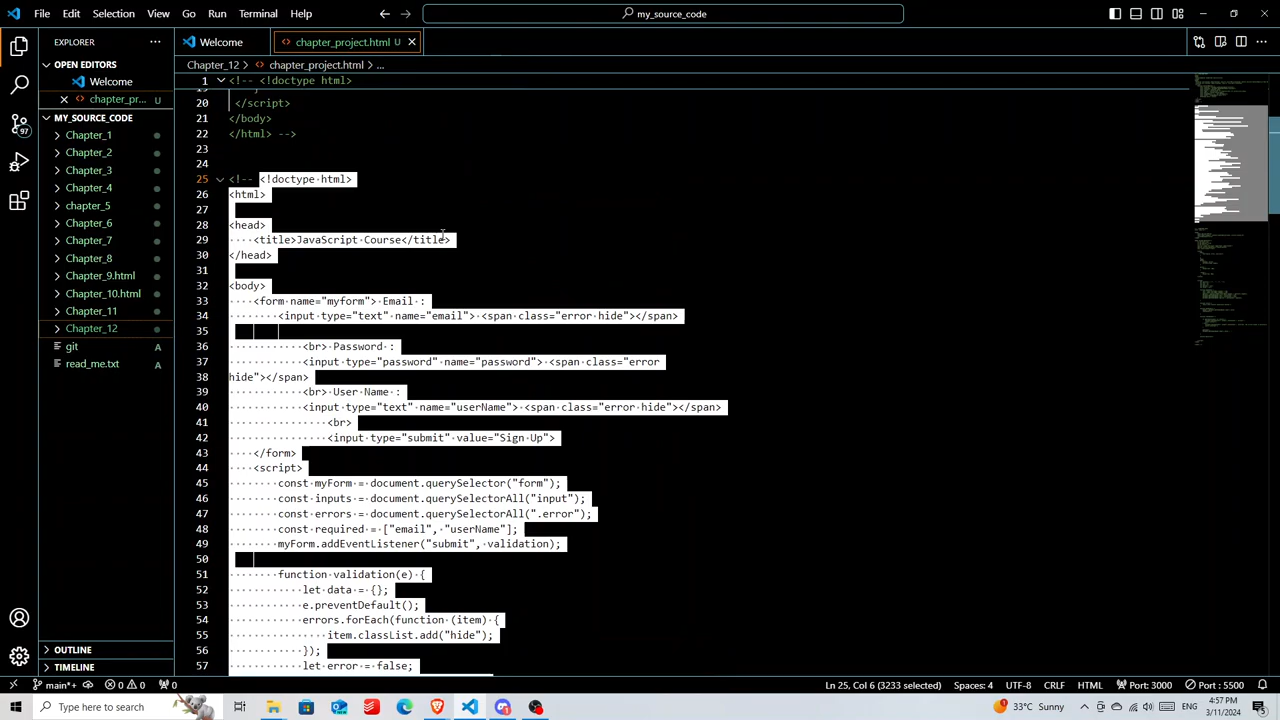 File Edit Selection View Go Run Terminal Help
my_source_code
EXPLORER
Welcome
chapter_project.html U
OPEN EDITORS
Welcome
chapter_pr... U
MY_SOURCE_CODE
Chapter_1
Chapter_2
Chapter_3
Chapter_4
chapter_5
Chapter_6
Chapter_7
Chapter_8
Chapter_9.html
Chapter_10.html
Chapter_11
Chapter_12
cls
read_me.txt
OUTLINE
TIMELINE
97
Chapter_12 > chapter_project.html > ...
1 <!-- <!doctype html>
20 </script>
21 </body>
22 </html> -->
23
24
25 <!-- <!doctype html>
26 <html>
27
28 <head>
29 <title>JavaScript Course</title>
30 </head>
31
32 <body>
33 <form name="myform"> Email :
34 <input type="text" name="email"> <span class="error hide"></span>
35
36 <br> Password :
37 <input type="password" name="password"> <span class="error
38 hide"></span>
39 <br> User Name :
40 <input type="text" name="userName"> <span class="error hide"></span>
41 <br>
42 <input type="submit" value="Sign Up">
43 </form>
44 <script>
45 const myForm = document.querySelector("form");
46 const inputs = document.querySelectorAll("input");
47 const errors = document.querySelectorAll(".error");
48 const required = ["email", "userName"];
49 myForm.addEventListener("submit", validation);
50
51 function validation(e) {
52 let data = {};
53 e.preventDefault();
54 errors.forEach(function (item) {
55 item.classList.add("hide");
56 });
57 let error = false;
main*+ 0 0 0
Ln 25, Col 6 (3233 selected) Spaces: 4 UTF-8 CRLF HTML Port: 3000 Port : 5500
Type here to search
33°C Sunny
ENG
4:57 PM
3/11/2024